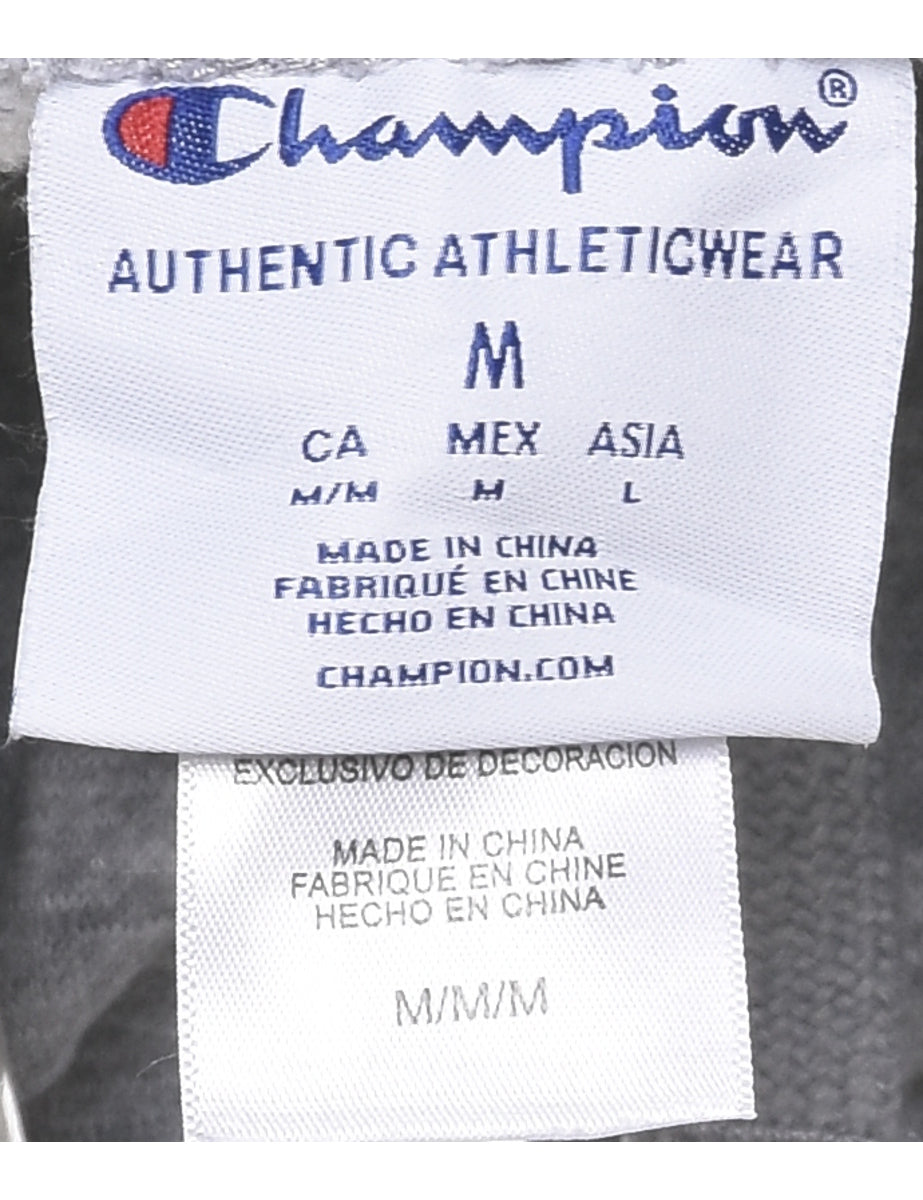 Champion®
AUTHENTIC ATHLETICWEAR
M
CA MEX ASIA
M/M M L
MADE IN CHINA
FABRIQUÉ EN CHINE
HECHO EN CHINA
CHAMPION.COM
EXCLUSIVO DE DECORACION
MADE IN CHINA
FABRIQUE EN CHINE
HECHO EN CHINA
M/M/M